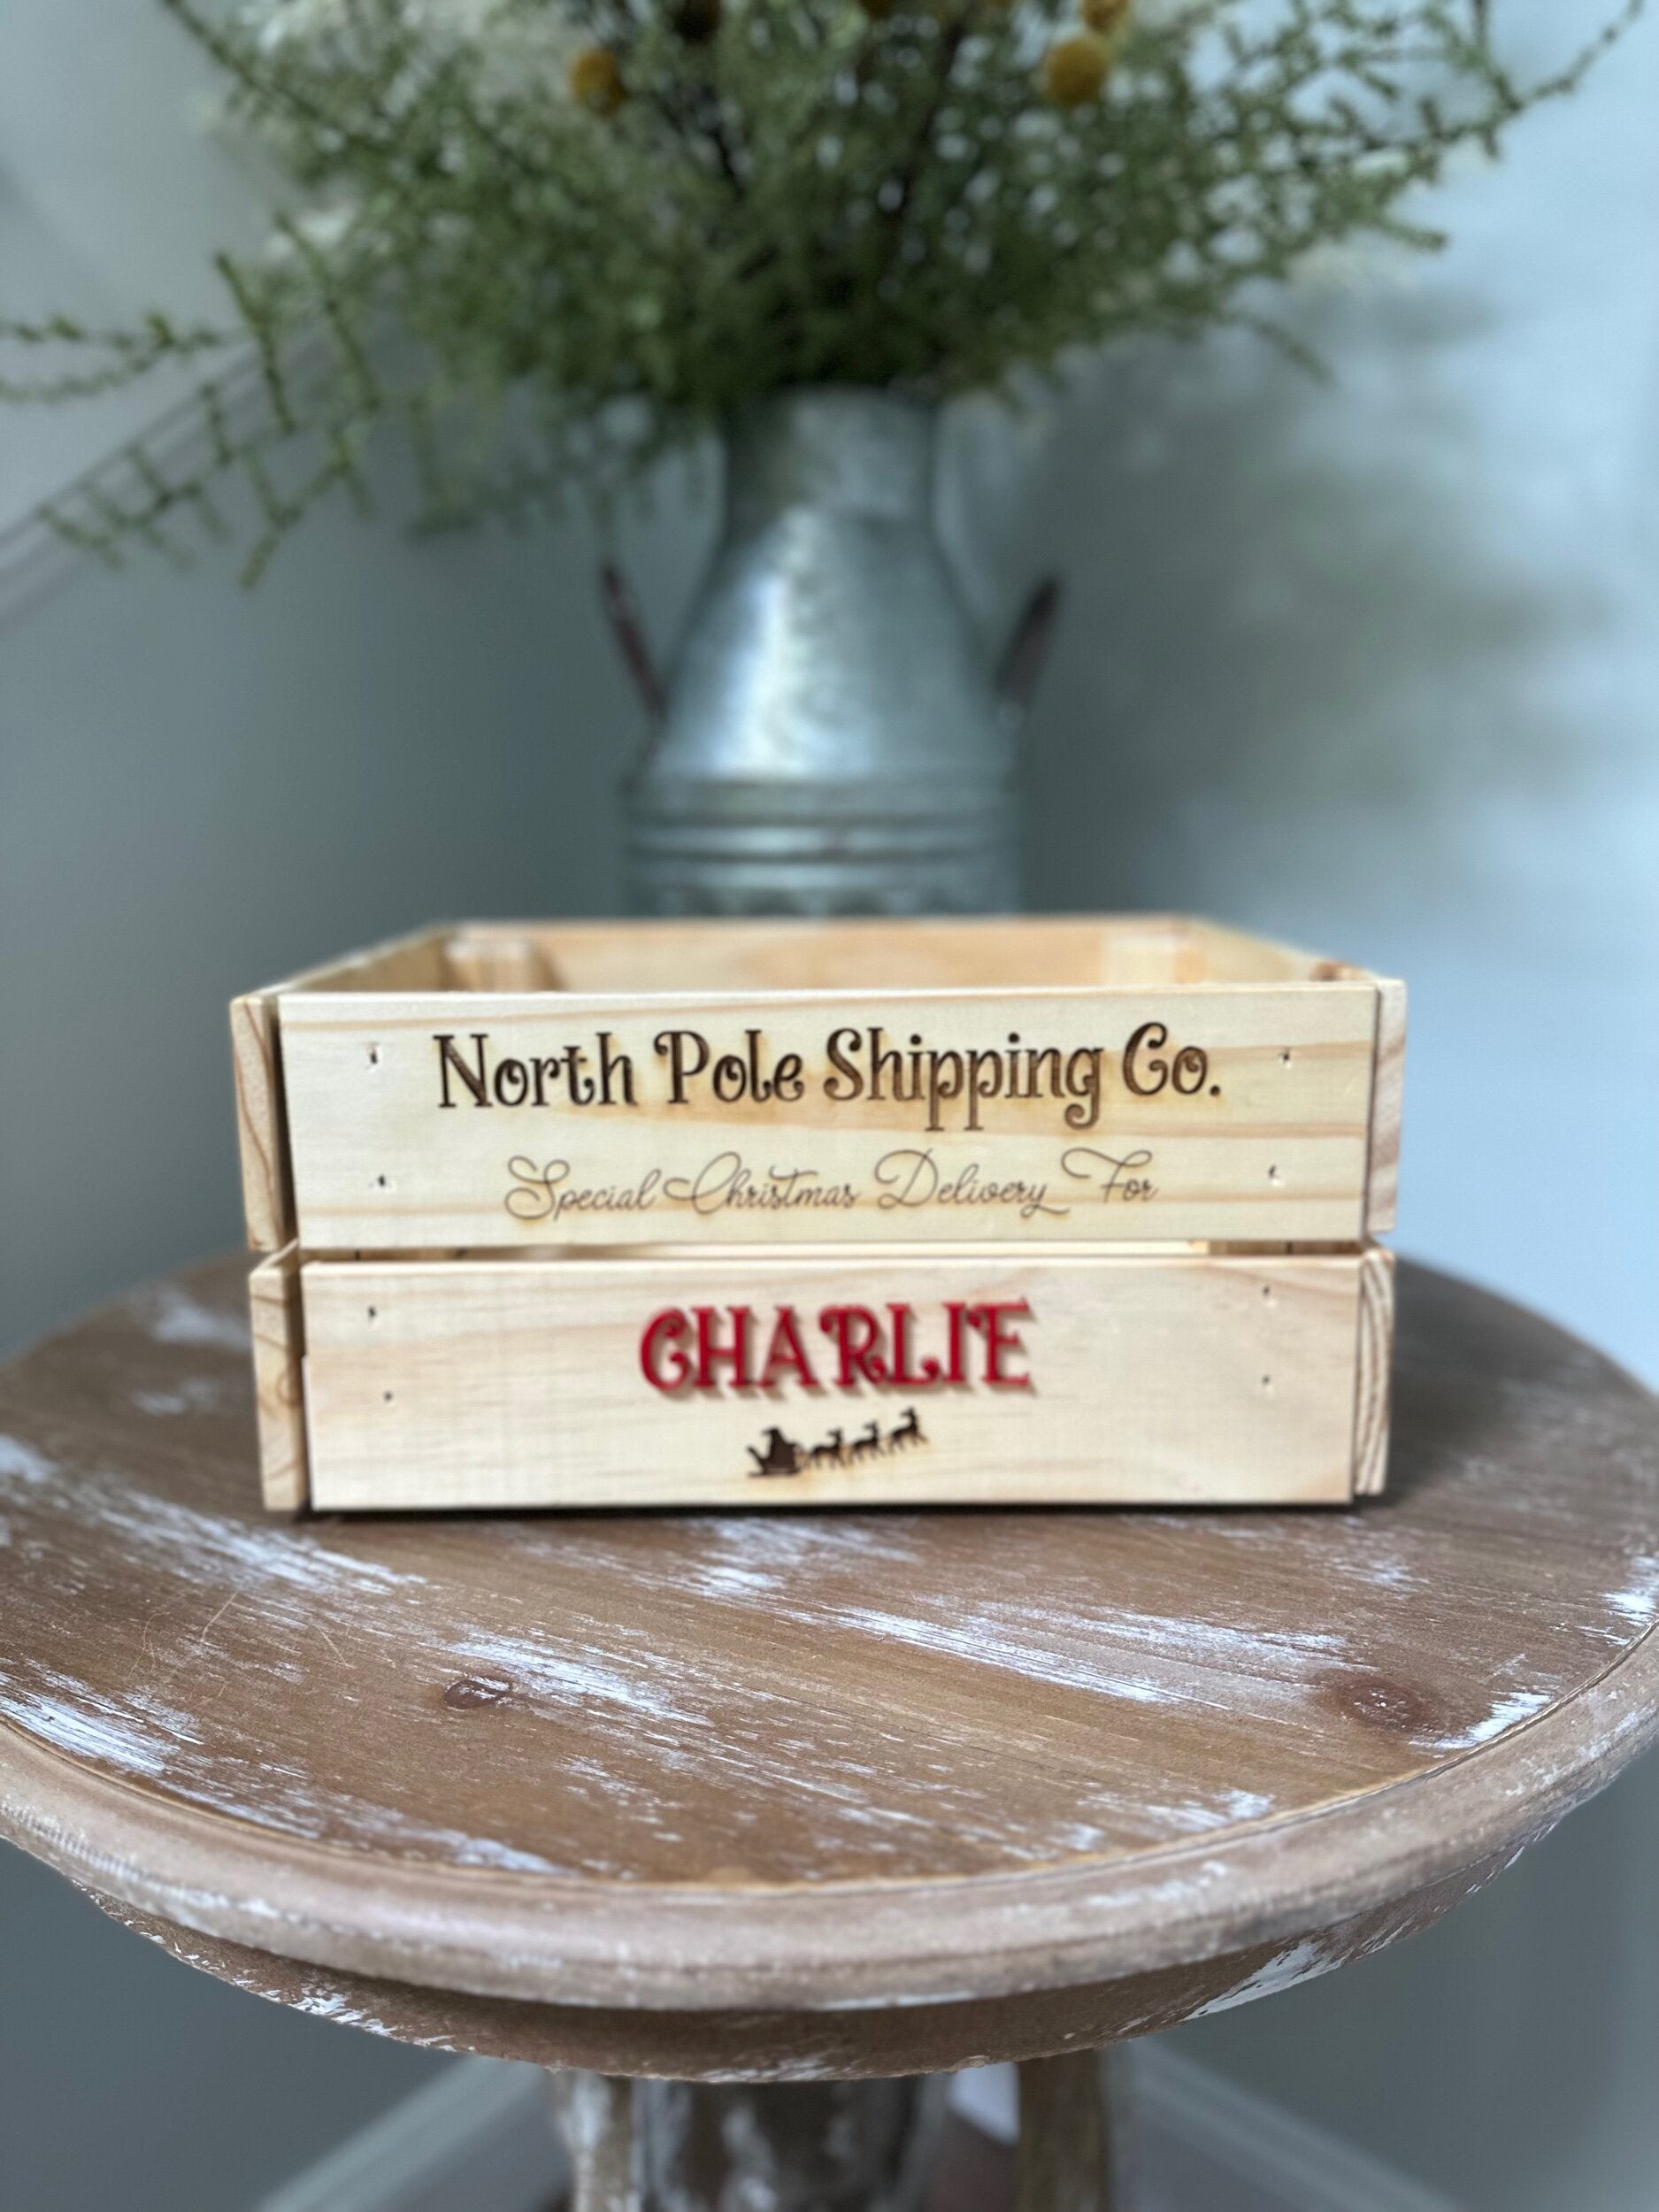 North Pole Shipping Co.
Special Christmas Delivery For
CHARLIE